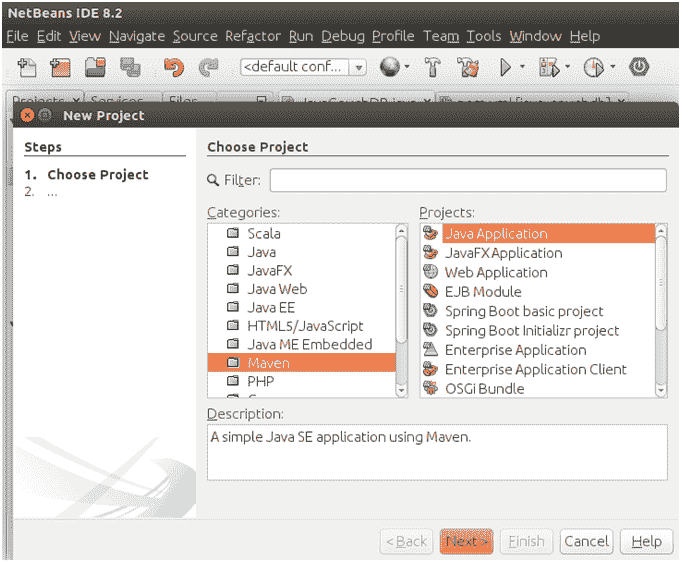 NetBeans IDE 8.2
File Edit View Navigate Source Refactor Run Debug Profile Team Tools Window Help
<default conf...
Projects Services Files
New Project
Steps
1. Choose Project
2. ...
Choose Project
Filter:
Categories:
Scala
Java
JavaFX
Java Web
Java EE
HTML5/JavaScript
Java ME Embedded
Maven
PHP
Projects:
Java Application
JavaFX Application
Web Application
EJB Module
Spring Boot basic project
Spring Boot Initializr project
Enterprise Application
Enterprise Application Client
OSGi Bundle
Description:
A simple Java SE application using Maven.
< Back Next > Finish Cancel Help